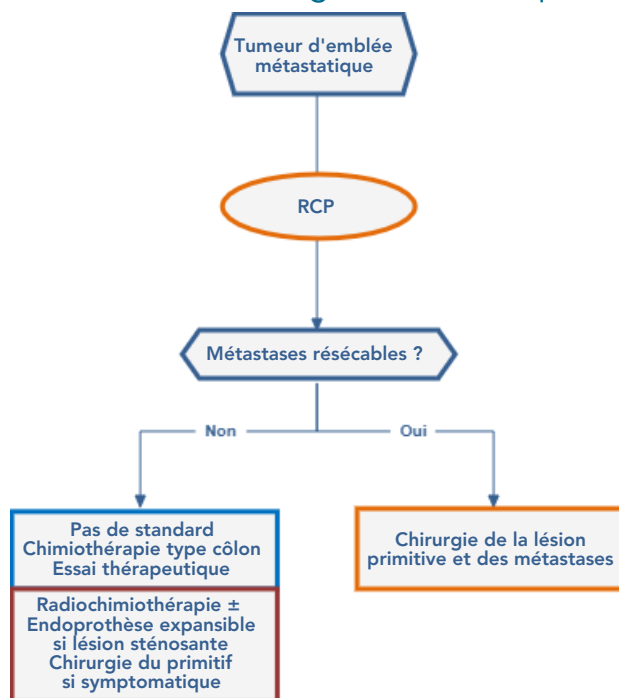 Tumeur d'emblée
métastatique
RCP
Métastases résécables ?
Non
Oui
Pas de standard
Chimiothérapie type côlon
Essai thérapeutique
Chirurgie de la lésion
primitive et des métastases
Radiochimiothérapie ±
Endoprothèse expansible
si lésion sténosante
Chirurgie du primitif
si symptomatique